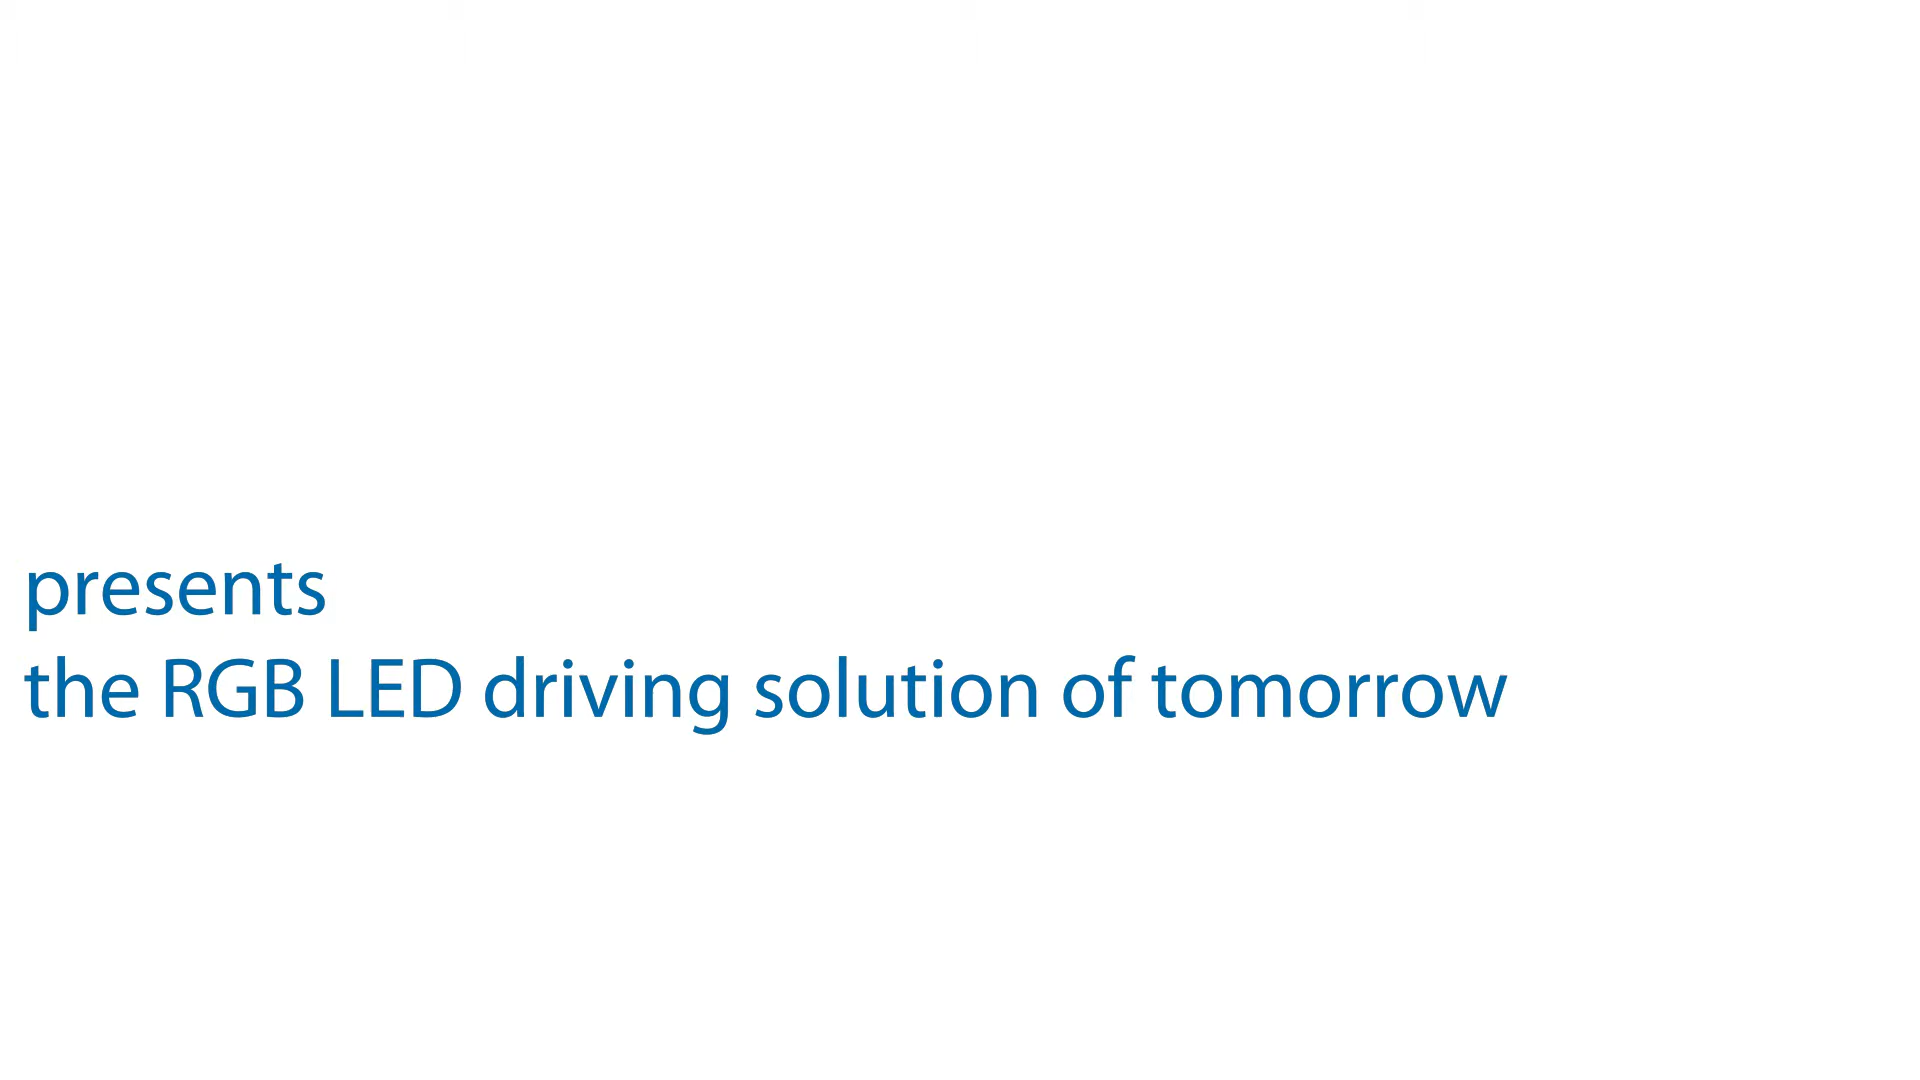 presents
the RGB LED driving solution of tomorrow